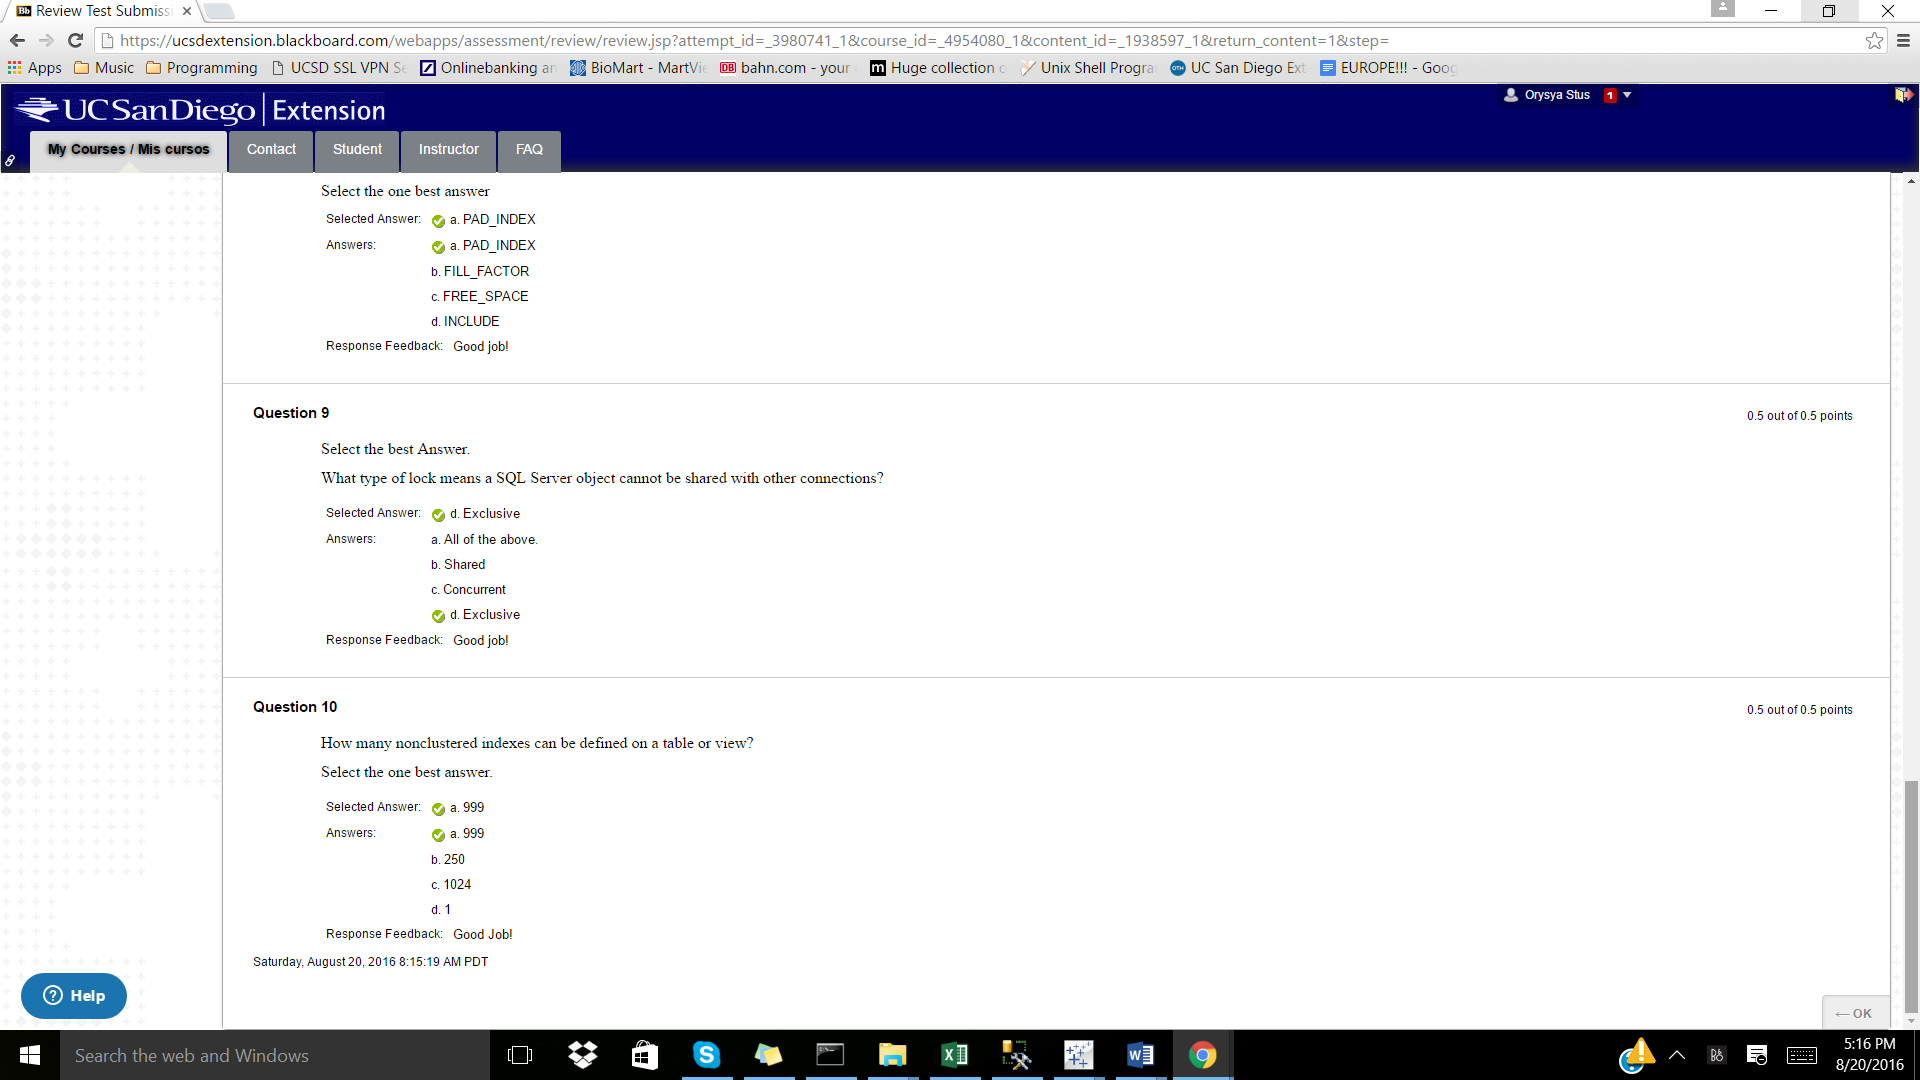 Review Test Submiss
https://ucsdextension.blackboard.com/webapps/assessment/review/review.jsp?attempt_id=_3980741_1&course_id=_4954080_1&content_id=_1938597_1&return_content=1&step=
Apps Music Programming UCSD SSL VPN Se Onlinebanking an BioMart - MartVie bahn.com - your Huge collection o Unix Shell Progra UC San Diego Ext EUROPE!!! - Goog
UC San Diego Extension
Orysya Stus 1
My Courses / Mis cursos Contact Student Instructor FAQ
Select the one best answer
Selected Answer: a. PAD_INDEX
Answers: a. PAD_INDEX
b. FILL_FACTOR
c. FREE_SPACE
d. INCLUDE
Response Feedback: Good job!
Question 9
0.5 out of 0.5 points
Select the best Answer.
What type of lock means a SQL Server object cannot be shared with other connections?
Selected Answer: d. Exclusive
Answers: a. All of the above.
b. Shared
c. Concurrent
d. Exclusive
Response Feedback: Good job!
Question 10
0.5 out of 0.5 points
How many nonclustered indexes can be defined on a table or view?
Select the one best answer.
Selected Answer: a. 999
Answers: a. 999
b. 250
c. 1024
d. 1
Response Feedback: Good Job!
Saturday, August 20, 2016 8:15:19 AM PDT
? Help
← OK
Search the web and Windows
5:16 PM
8/20/2016